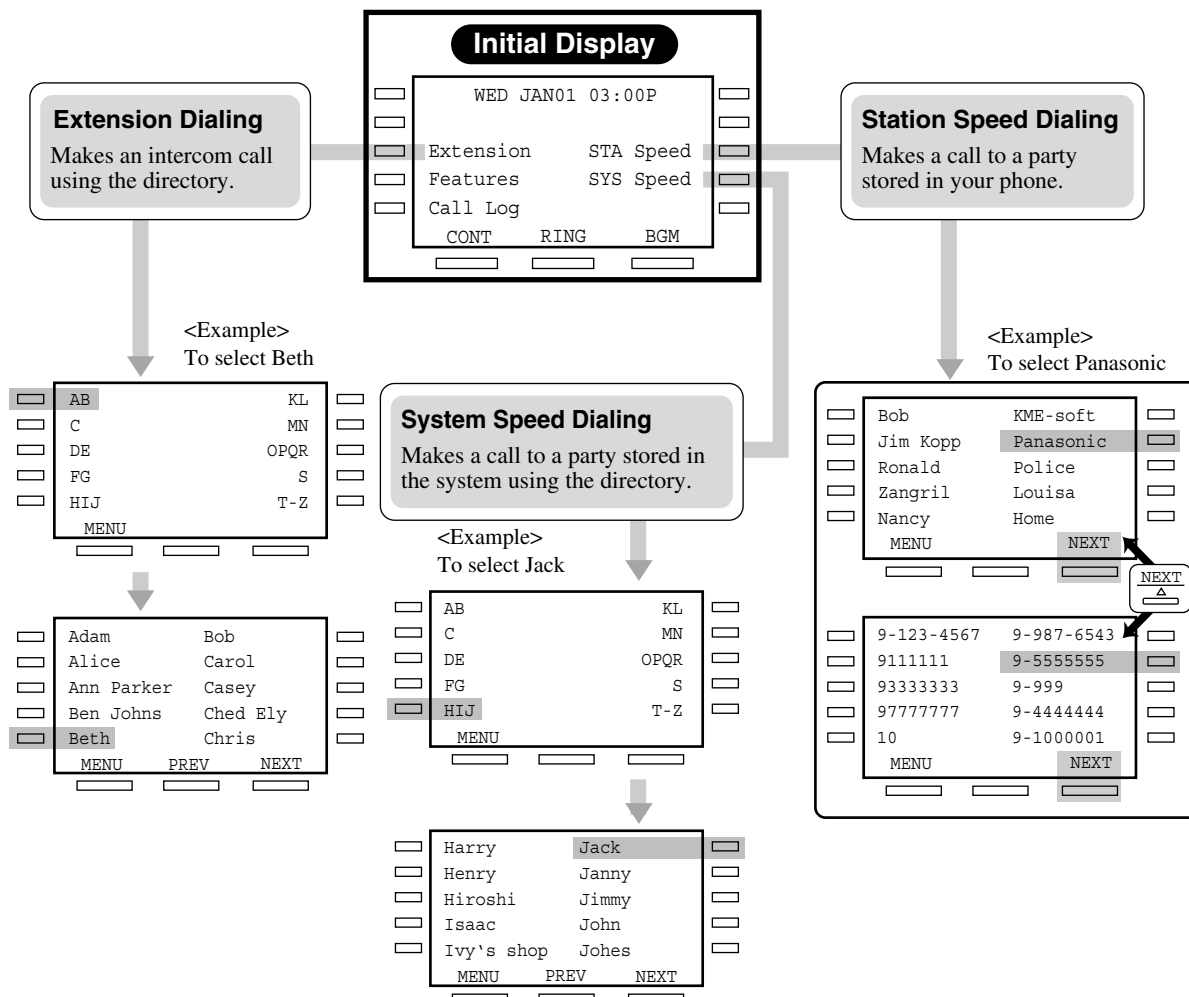 Initial Display
WED JAN01 03:00P
Extension STA Speed
Features SYS Speed
Call Log
CONT RING BGM
Extension Dialing
Makes an intercom call
using the directory.
Station Speed Dialing
Makes a call to a party
stored in your phone.
<Example>
To select Beth
AB KL
C MN
DE OPQR
FG S
HIJ T-Z
MENU
Adam Bob
Alice Carol
Ann Parker Casey
Ben Johns Ched Ely
Beth Chris
MENU PREV NEXT
System Speed Dialing
Makes a call to a party stored in
the system using the directory.
<Example>
To select Jack
AB KL
C MN
DE OPQR
FG S
HIJ T-Z
MENU
Harry Jack
Henry Janny
Hiroshi Jimmy
Isaac John
Ivy's shop Johes
MENU PREV NEXT
<Example>
To select Panasonic
Bob KME-soft
Jim Kopp Panasonic
Ronald Police
Zangril Louisa
Nancy Home
MENU NEXT
NEXT
9-123-4567 9-987-6543
9111111 9-5555555
93333333 9-999
97777777 9-4444444
10 9-1000001
MENU NEXT